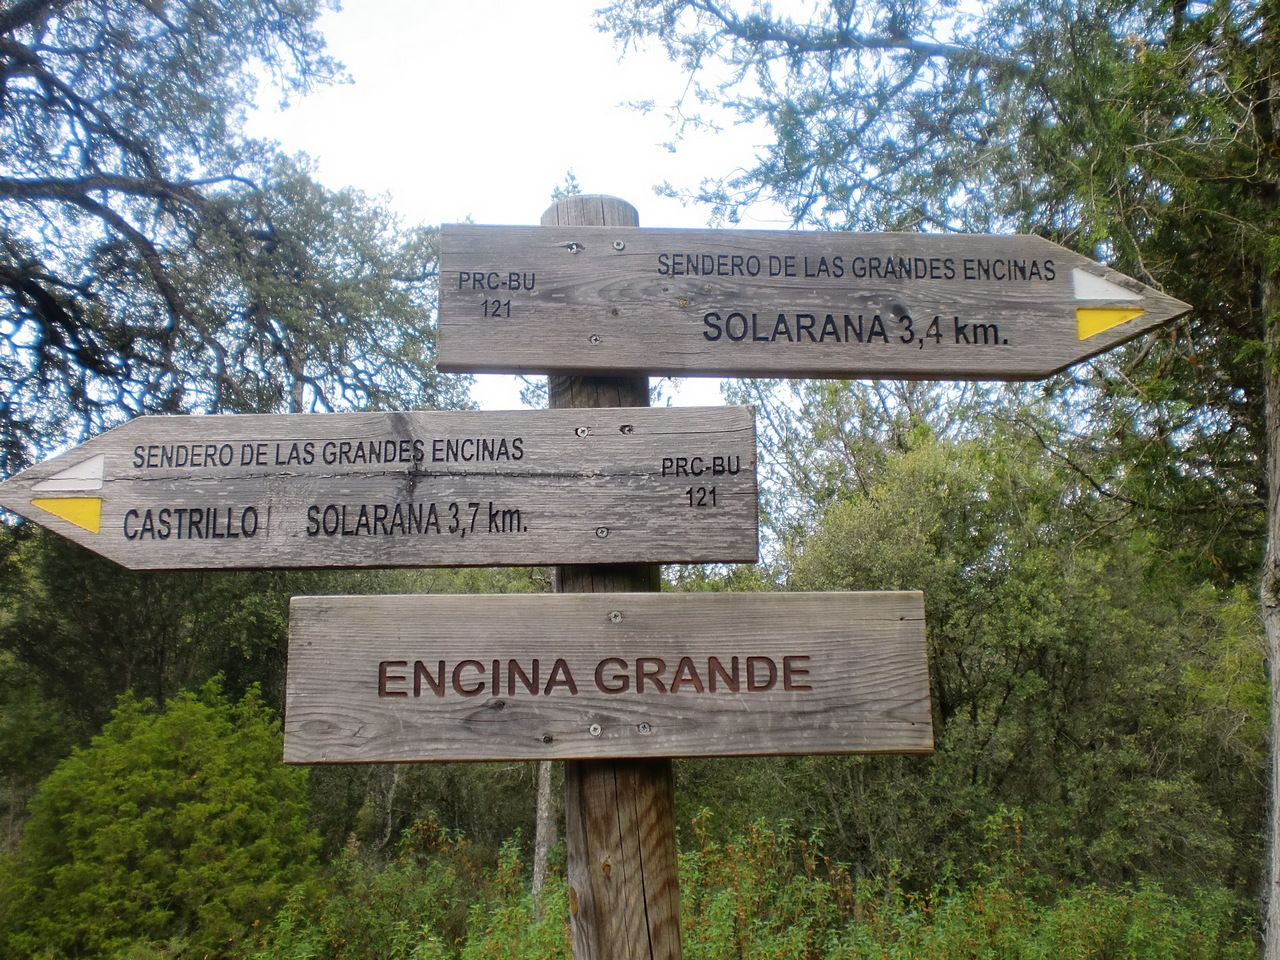 PRC-BU
121
SENDERO DE LAS GRANDES ENCINAS
SOLARANA 3,4 km.
SENDERO DE LAS GRANDES ENCINAS
CASTRILLO / SOLARANA 3,7 km.
PRC-BU
121
ENCINA GRANDE